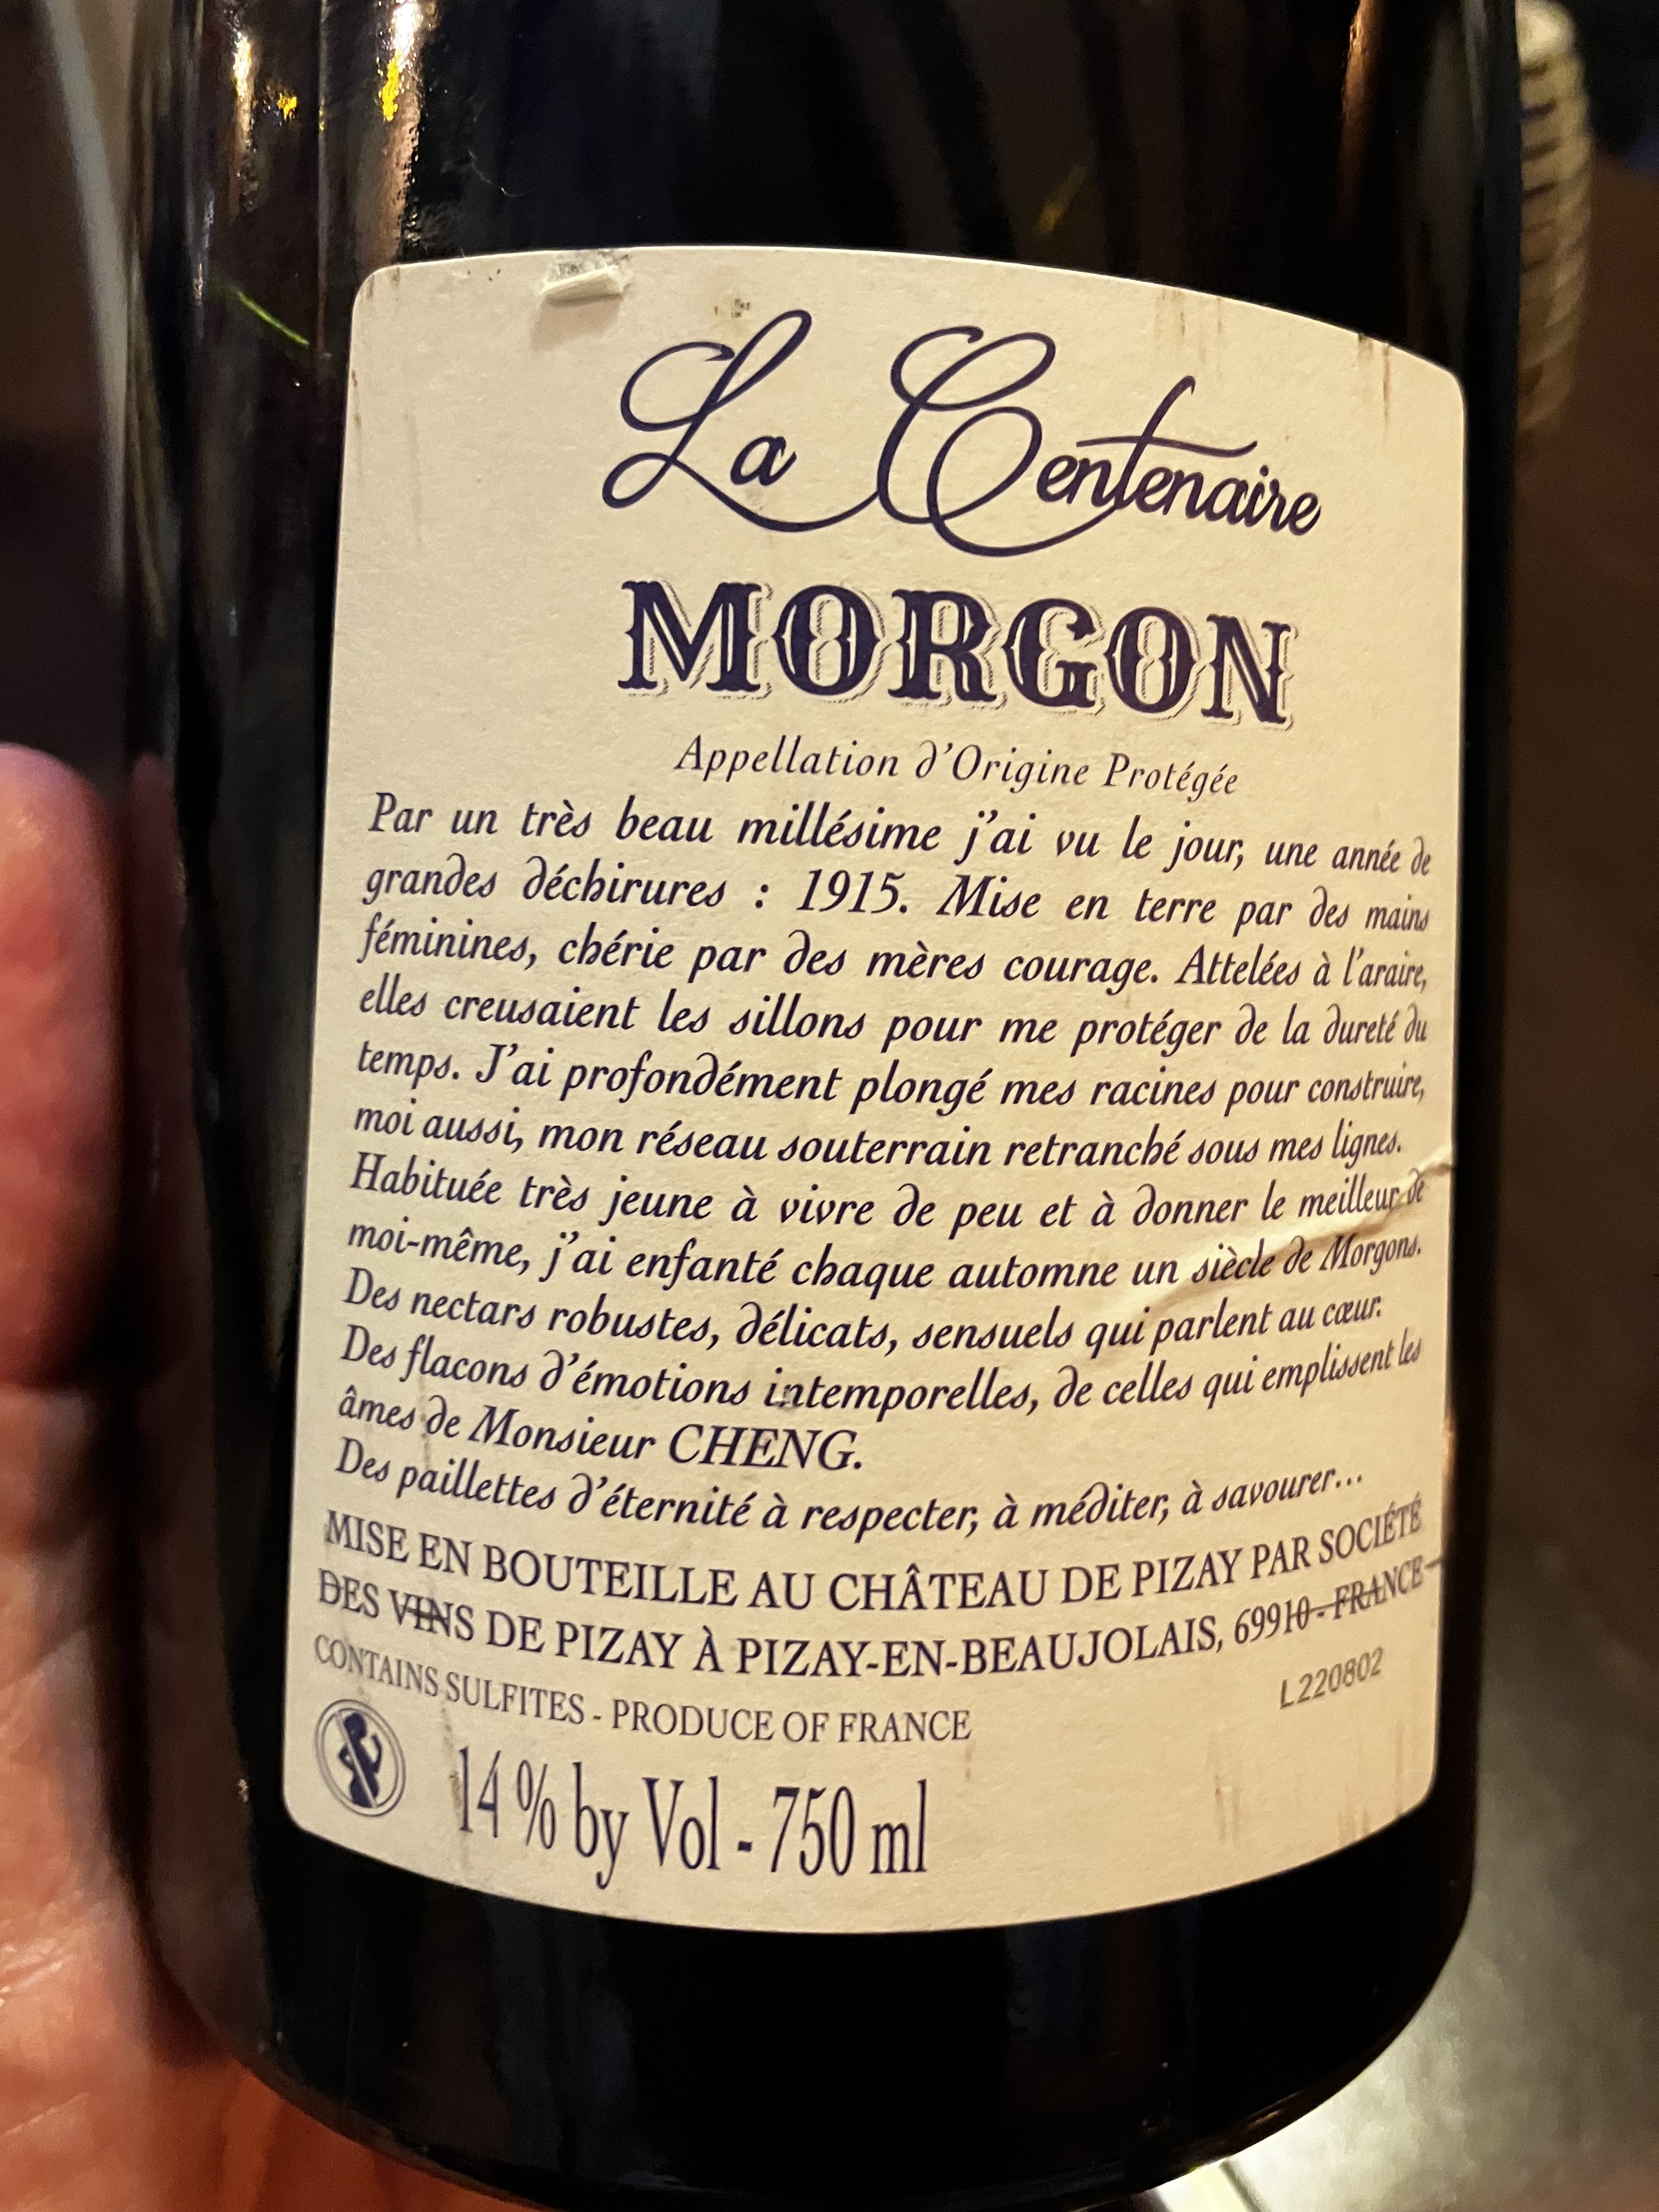 La Centenaire
MORGON
Appellation d'Origine Protégée
Par un très beau millésime j'ai vu le jour, une année de
grandes déchirures : 1915. Mise en terre par des mains
féminines, chérie par des mères courage. Attelées à l'araire,
elles creusaient les sillons pour me protéger de la dureté du
temps. J'ai profondément plongé mes racines pour construire,
moi aussi, mon réseau souterrain retranché sous mes lignes.
Habituée très jeune à vivre de peu et à donner le meilleur de
moi-même, j'ai enfanté chaque automne un siècle de Morgons.
Des nectars robustes, délicats, sensuels qui parlent au cœur.
Des flacons d'émotions intemporelles, de celles qui emplissent les
âmes de Monsieur CHENG.
Des paillettes d'éternité à respecter, à méditer, à savourer...
MISE EN BOUTEILLE AU CHÂTEAU DE PIZAY PAR SOCIÉTÉ
DES VINS DE PIZAY À PIZAY-EN-BEAUJOLAIS, 69910 - FRANCE
CONTAINS SULFITES - PRODUCE OF FRANCE
L220802
14 % by Vol - 750 ml